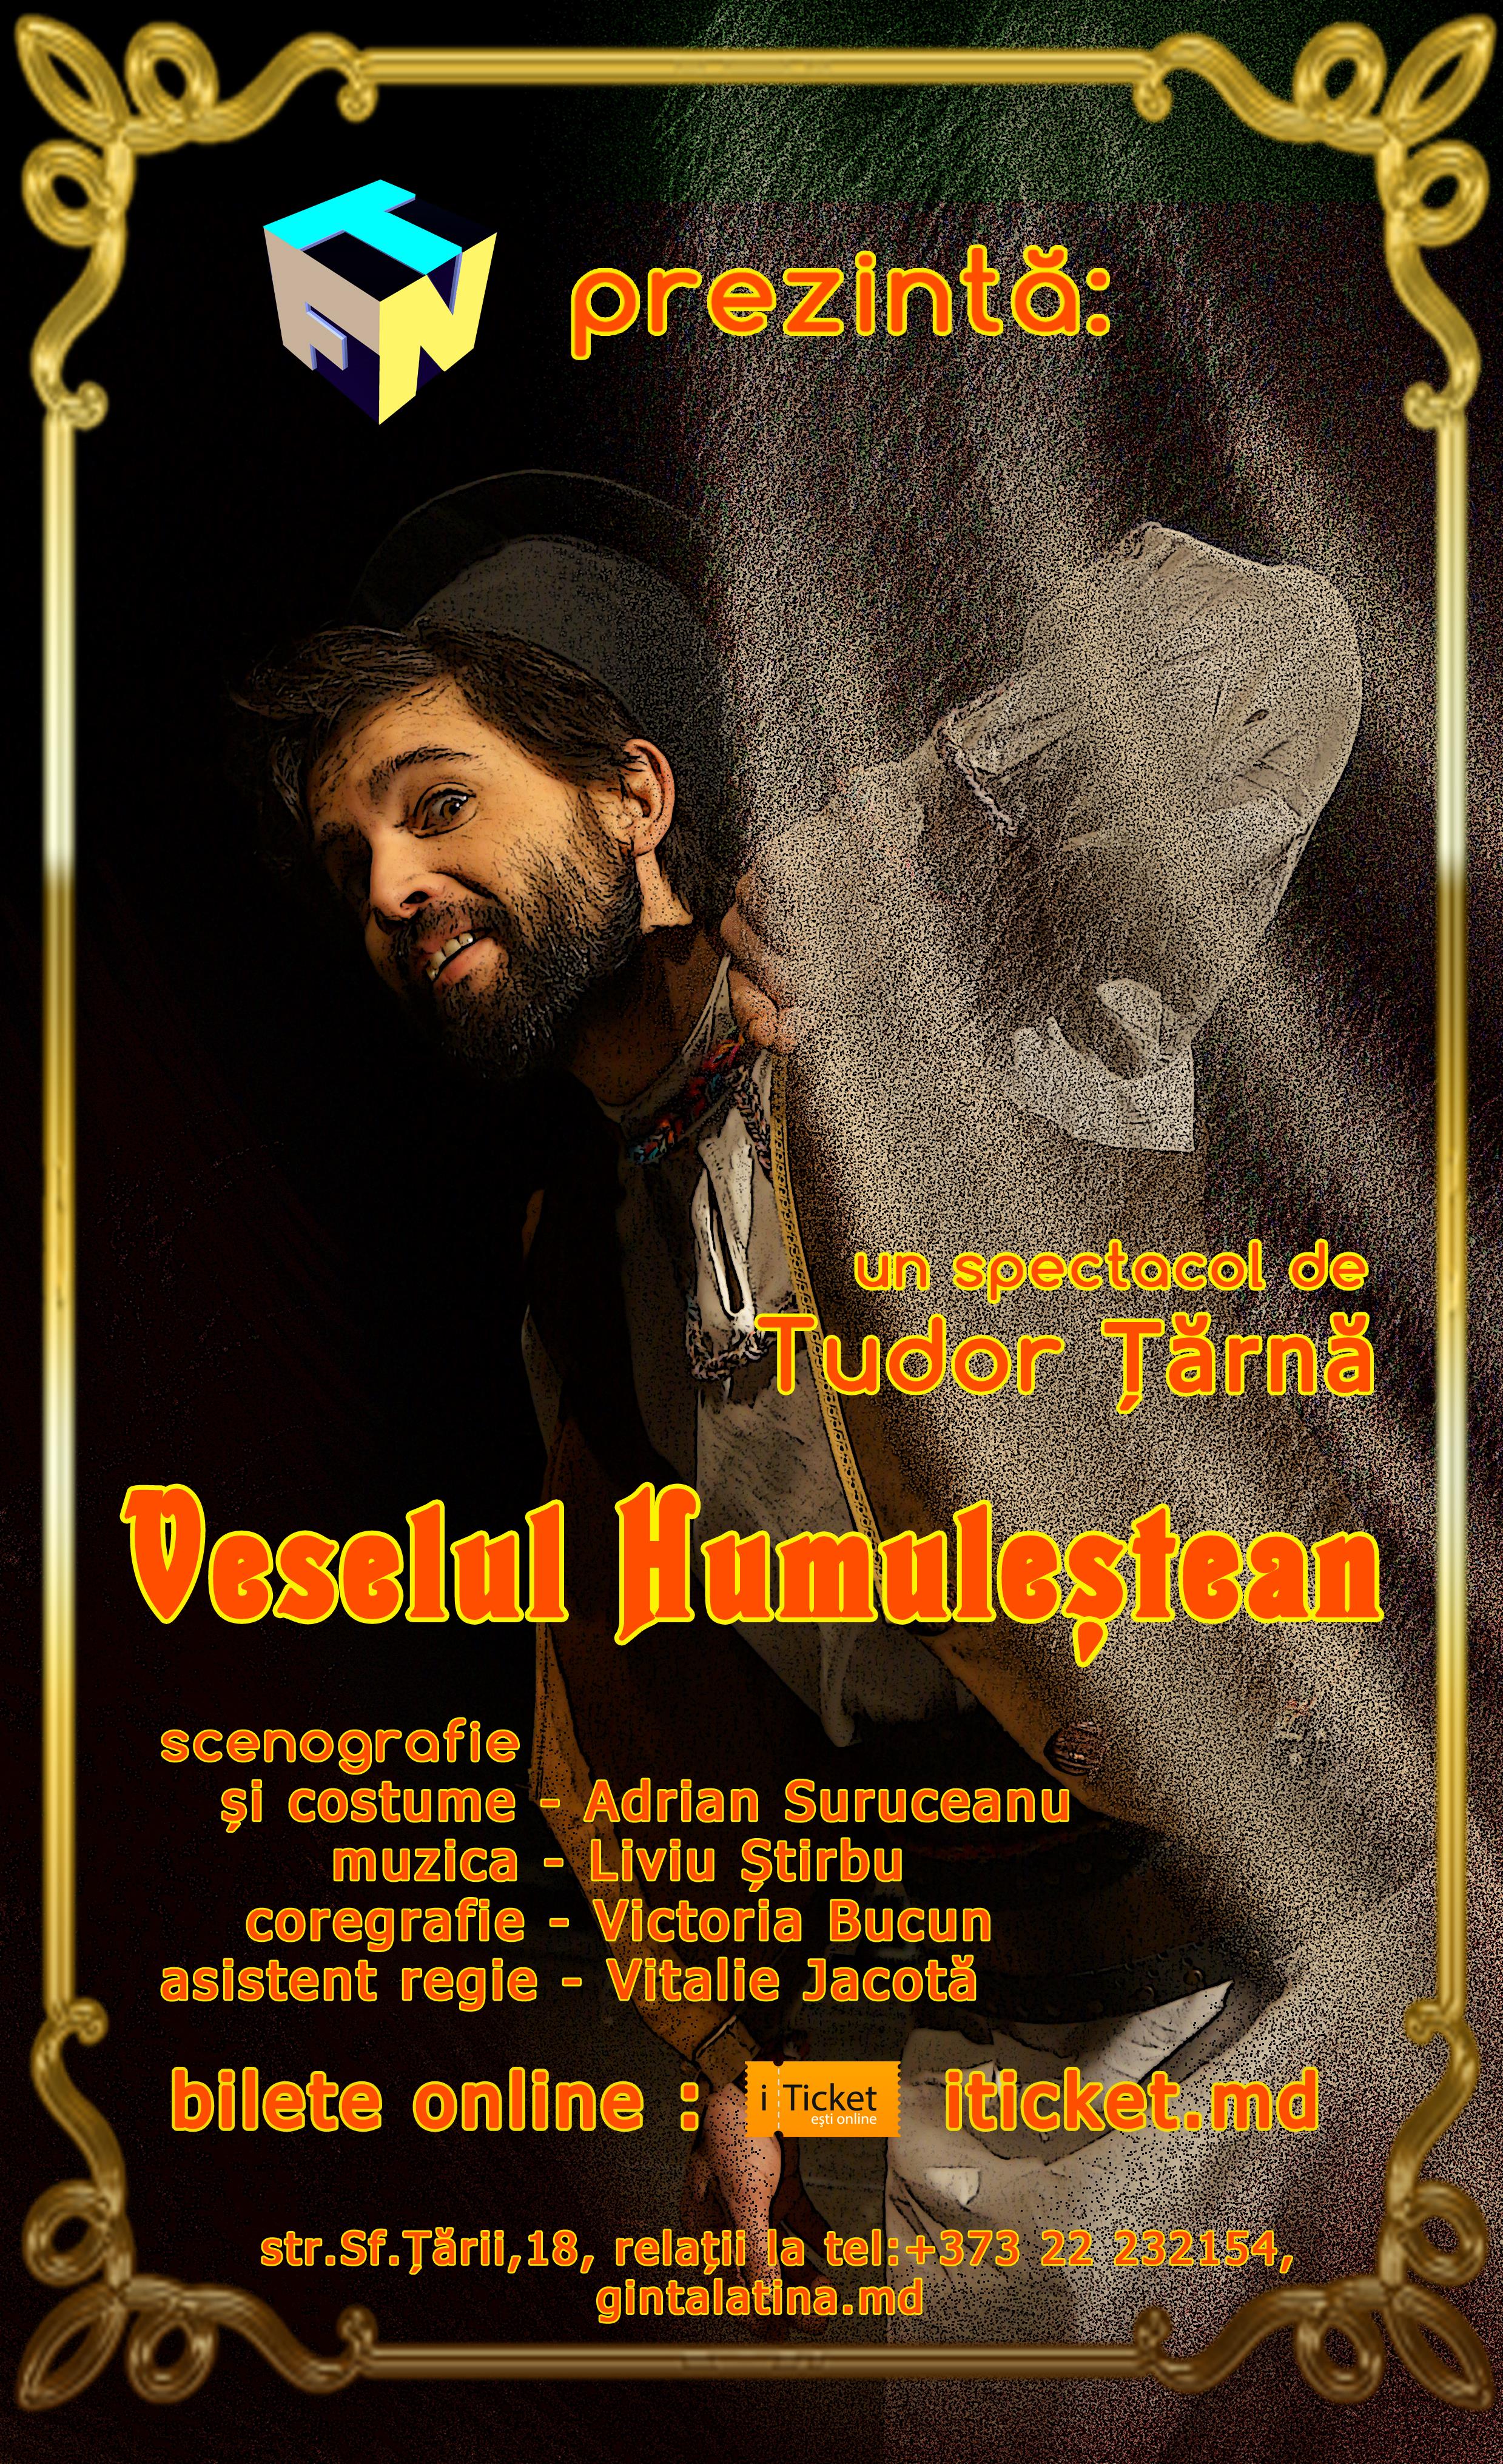 prezintă:
un spectacol de
Tudor Țărnă
Veselul Humuleștean
scenografie
și costume - Adrian Suruceanu
muzica - Liviu Știrbu
coregrafie - Victoria Bucun
asistent regie - Vitalie Jacotă
bilete online : iTicket iticket.md
ești online
str.Sf.Țării,18, relații la tel:+373 22 232154,
gintalatina.md